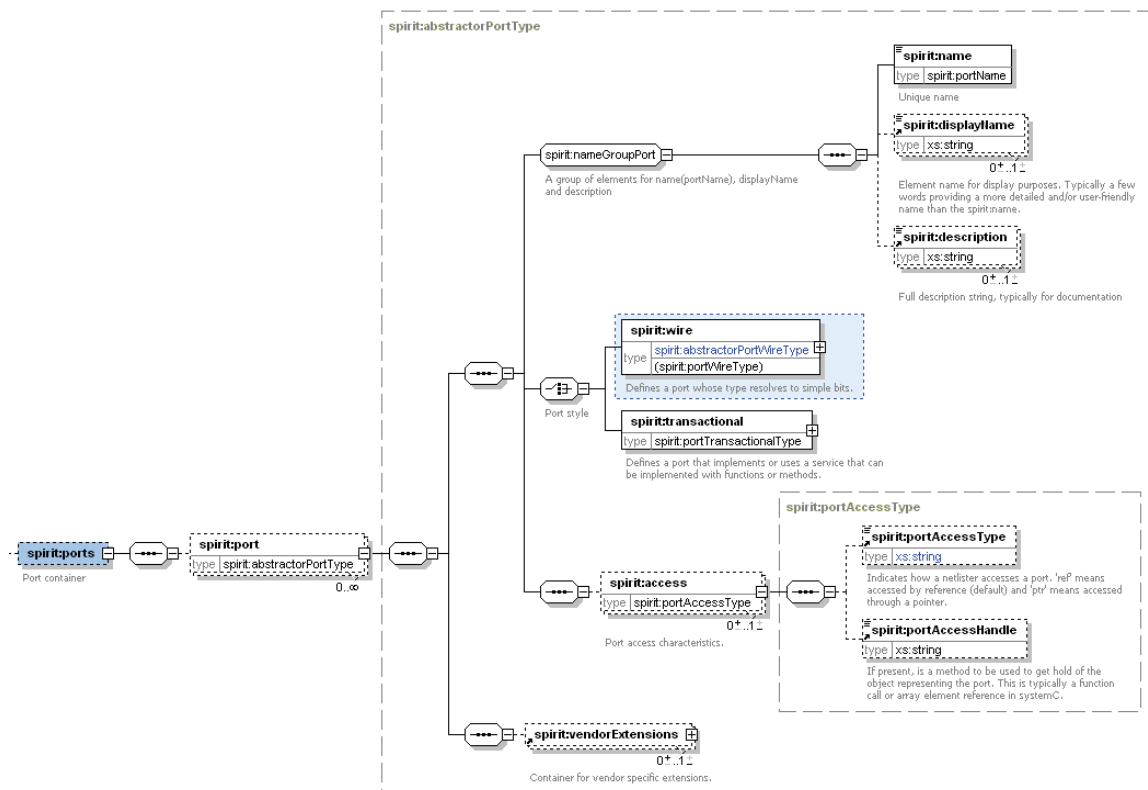 spirit:abstractorPortType
spirit:name
type spirit:portName
Unique name
spirit:displayName
type xs:string
0±..1±
Element name for display purposes. Typically a few
words providing a more detailed and/or user-friendly
name than the spirit:name.
spirit:nameGroupPort
A group of elements for name(portName), displayName
and description
spirit:description
type xs:string
0±..1±
Full description string, typically for documentation
spirit:wire
type spirit:abstractorPortWireType
(spirit:portWireType)
Defines a port whose type resolves to simple bits.
Port style
spirit:transactional
type spirit:portTransactionalType
Defines a port that implements or uses a service that can
be implemented with functions or methods.
spirit:ports
Port container
spirit:port
type spirit:abstractorPortType
0..∞
spirit:access
type spirit:portAccessType
0±..1±
Port access characteristics.
spirit:portAccessType
spirit:portAccessType
type xs:string
Indicates how a netlister accesses a port. 'ref' means
accessed by reference (default) and 'ptr' means accessed
through a pointer.
spirit:portAccessHandle
type xs:string
If present, is a method to be used to get hold of the
object representing the port. This is typically a function
call or array element reference in systemC.
spirit:vendorExtensions
0±..1±
Container for vendor specific extensions.